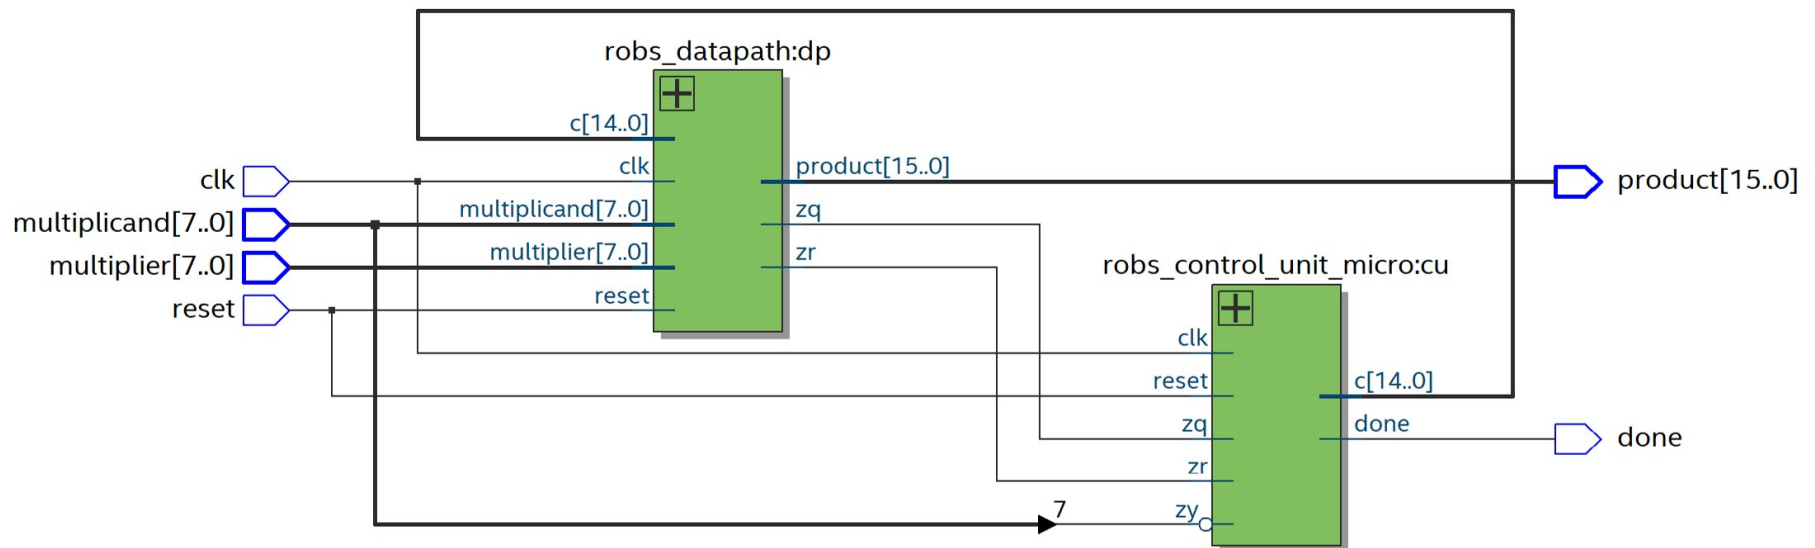 robs_datapath:dp
c[14..0]
clk
clk
product[15..0]
product[15..0]
multiplicand[7..0]
multiplicand[7..0]
zq
multiplier[7..0]
multiplier[7..0]
zr
reset
reset
robs_control_unit_micro:cu
clk
reset
c[14..0]
zq
done
done
zr
7
zy